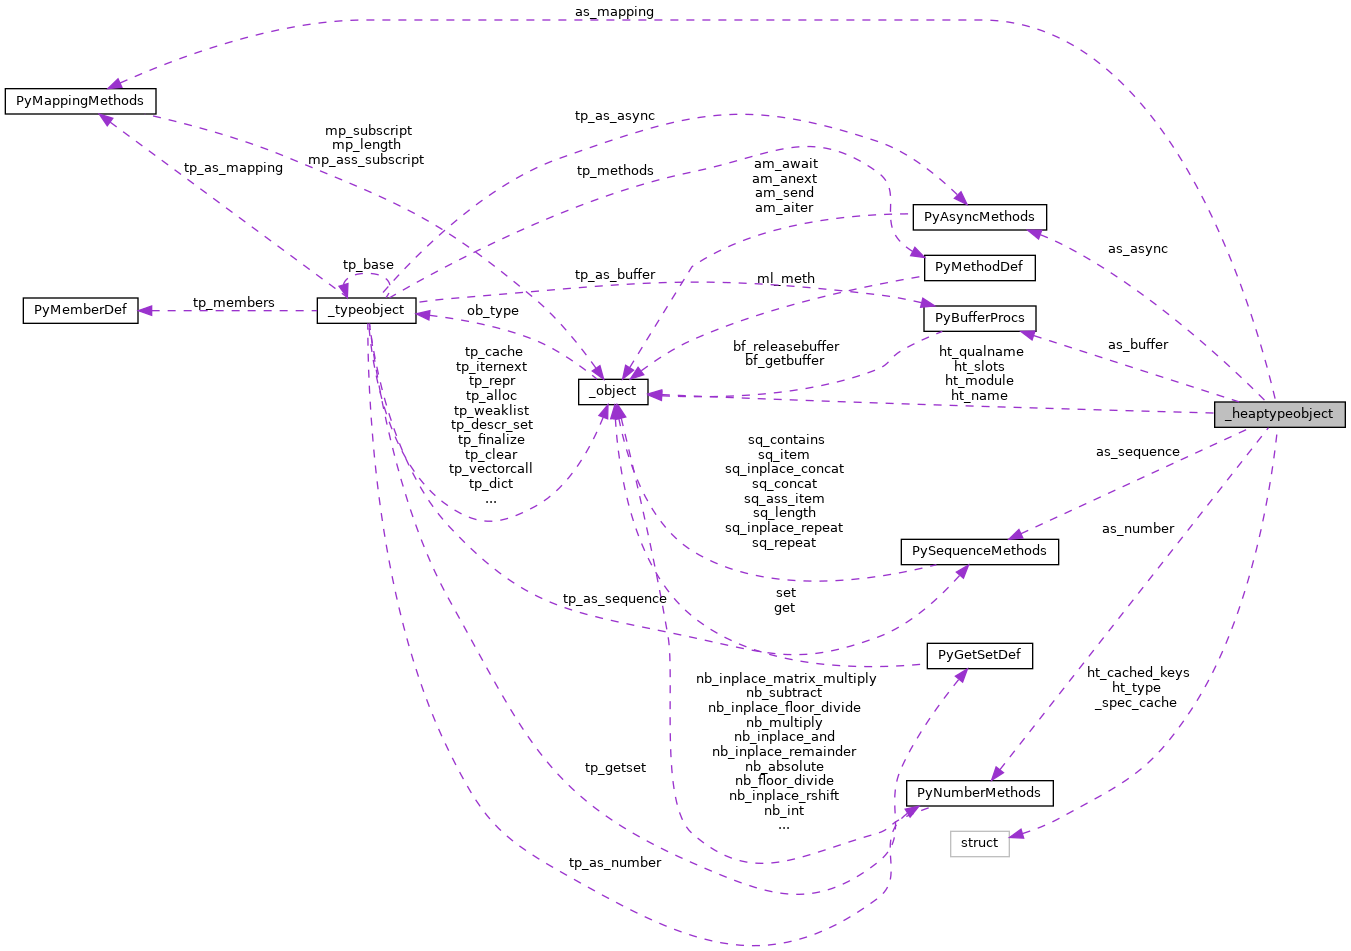 as_mapping
PyMappingMethods
mp_subscript
mp_length
mp_ass_subscript
tp_as_mapping
tp_as_async
tp_methods
am_await
am_anext
am_send
am_aiter
PyAsyncMethods
as_async
tp_base
tp_as_buffer
ml_meth
PyMethodDef
PyMemberDef
tp_members
_typeobject
ob_type
PyBufferProcs
as_buffer
bf_releasebuffer
bf_getbuffer
ht_qualname
ht_slots
ht_module
ht_name
tp_cache
tp_iternext
tp_repr
tp_alloc
tp_weaklist
tp_descr_set
tp_finalize
tp_clear
tp_vectorcall
tp_dict
...
_object
_heaptypeobject
sq_contains
sq_item
sq_inplace_concat
sq_concat
sq_ass_item
sq_length
sq_inplace_repeat
sq_repeat
as_sequence
as_number
PySequenceMethods
tp_as_sequence
set
get
PyGetSetDef
ht_cached_keys
ht_type
_spec_cache
nb_inplace_matrix_multiply
nb_subtract
nb_inplace_floor_divide
nb_multiply
nb_inplace_and
nb_inplace_remainder
nb_absolute
nb_floor_divide
nb_inplace_rshift
nb_int
...
tp_getset
PyNumberMethods
struct
tp_as_number